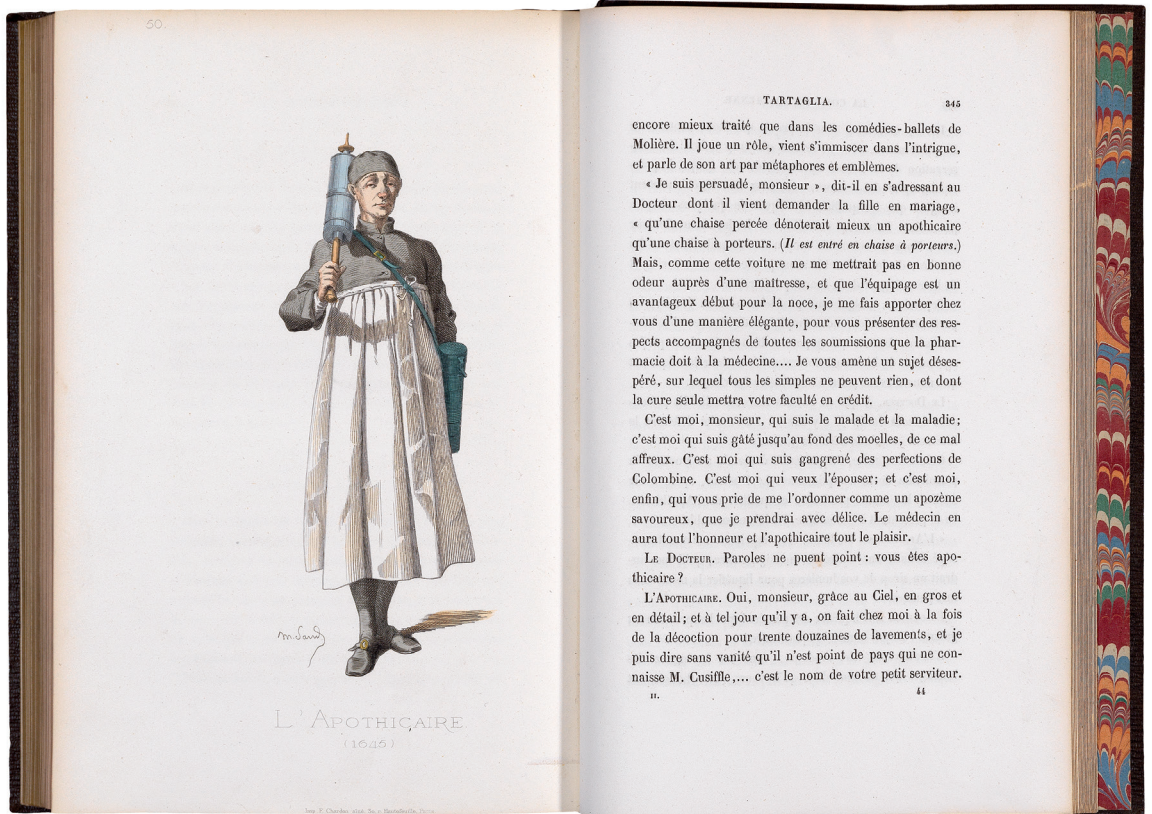 50.
M. Sand
L'APOTHICAIRE
(1645)
TARTAGLIA. 345
encore mieux traité que dans les comédies-ballets de
Molière. Il joue un rôle, vient s'immiscer dans l'intrigue,
et parle de son art par métaphores et emblèmes.
« Je suis persuadé, monsieur », dit-il en s'adressant au
Docteur dont il vient demander la fille en mariage,
« qu'une chaise percée dénoterait mieux un apothicaire
qu'une chaise à porteurs. (Il est entré en chaise à porteurs.)
Mais, comme cette voiture ne me mettrait pas en bonne
odeur auprès d'une maîtresse, et que l'équipage est un
avantageux début pour la noce, je me fais apporter chez
vous d'une manière élégante, pour vous présenter des res-
pects accompagnés de toutes les soumissions que la phar-
macie doit à la médecine.... Je vous amène un sujet déses-
péré, sur lequel tous les simples ne peuvent rien, et dont
la cure seule mettra votre faculté en crédit.
C'est moi, monsieur, qui suis le malade et la maladie;
c'est moi qui suis gâté jusqu'au fond des moelles, de ce mal
affreux. C'est moi qui suis gangrené des perfections de
Colombine. C'est moi qui veux l'épouser; et c'est moi,
enfin, qui vous prie de me l'ordonner comme un apozème
savoureux, que je prendrai avec délice. Le médecin en
aura tout l'honneur et l'apothicaire tout le plaisir.
LE DOCTEUR. Paroles ne puent point : vous êtes apo-
thicaire ?
L'APOTHICAIRE. Oui, monsieur, grâce au Ciel, en gros et
en détail; et à tel jour qu'il y a, on fait chez moi à la fois
de la décoction pour trente douzaines de lavements, et je
puis dire sans vanité qu'il n'est point de pays qui ne con-
naisse M. Cusiffle,... c'est le nom de votre petit serviteur.
II. 44